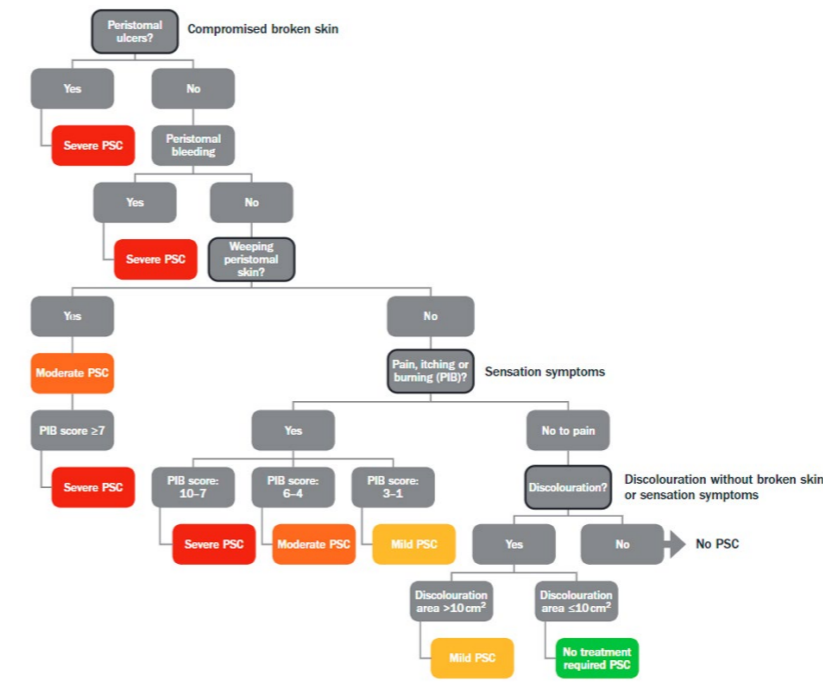 Peristomal
ulcers?
Compromised broken skin
Yes
No
Severe PSC
Peristomal
bleeding
Yes
No
Severe PSC
Weeping
peristomal
skin?
Yes
No
Moderate PSC
Pain, itching or
burning (PIB)?
Sensation symptoms
PIB score ≥7
Yes
No to pain
Severe PSC
PIB score:
10–7
PIB score:
6–4
PIB score:
3–1
Discolouration?
Discolouration without broken skin
or sensation symptoms
Severe PSC
Moderate PSC
Mild PSC
Yes
No
No PSC
Discolouration
area >10 cm²
Discolouration
area ≤10 cm²
Mild PSC
No treatment
required PSC